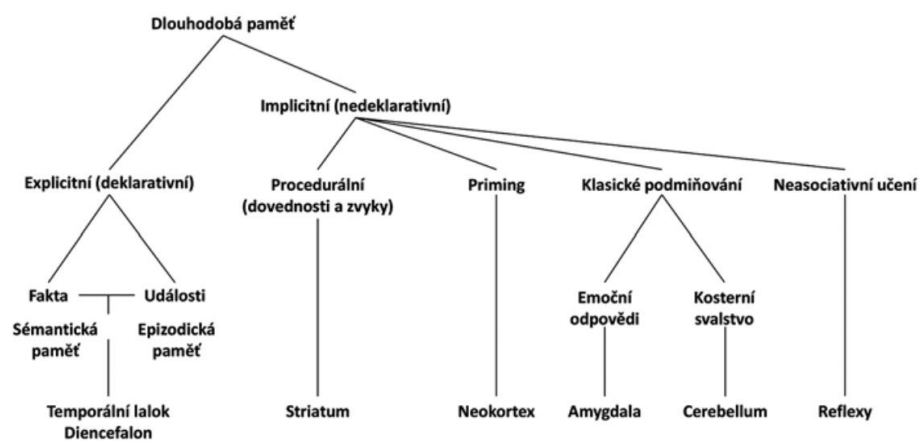 Dlouhodobá paměť
Implicitní (nedeklarativní)
Explicitní (deklarativní)
Procedurální
(dovednosti a zvyky)
Priming
Klasické podmiňování
Neasociativní učení
Fakta
Události
Sémantická
paměť
Epizodická
paměť
Emoční
odpovědi
Kosterní
svalstvo
Temporální lalok
Diencefalon
Striatum
Neokortex
Amygdala
Cerebellum
Reflexy